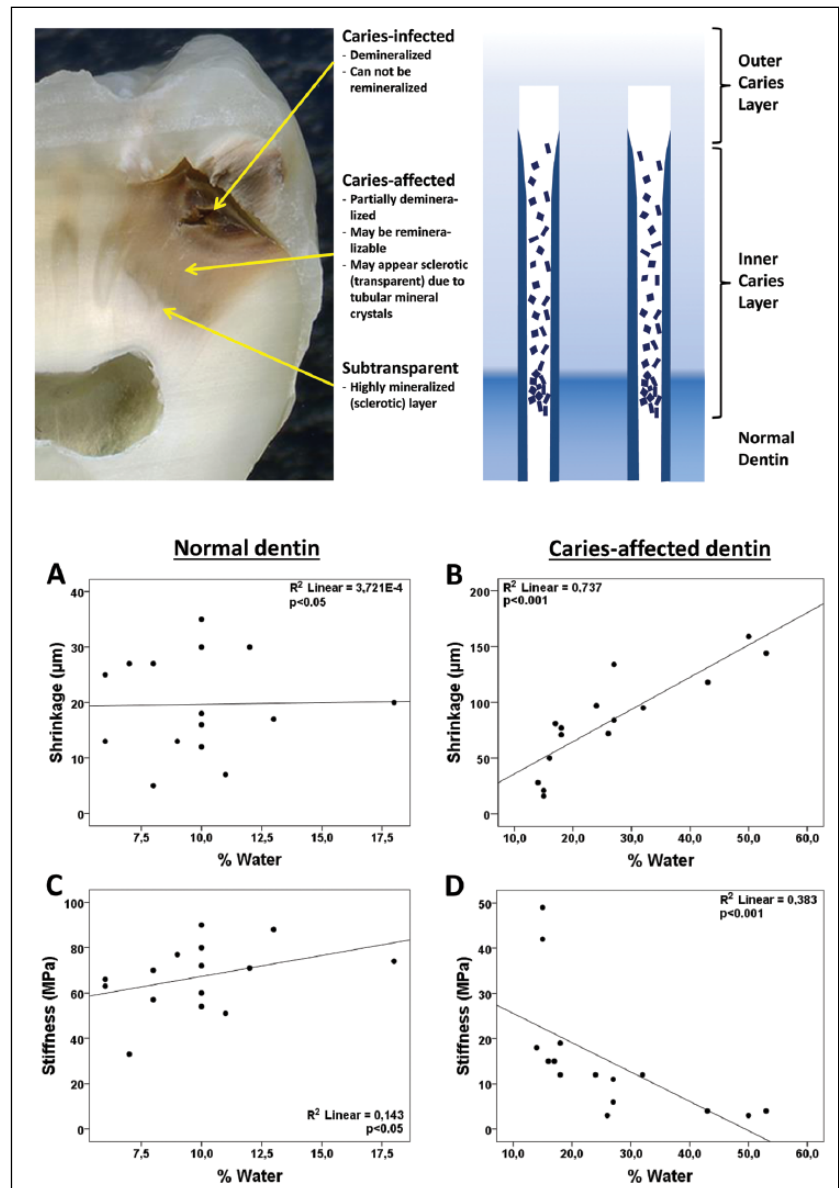 Caries-infected
- Demineralized
- Can not be
remineralized
Caries-affected
- Partially deminera-
lized
- May be reminera-
lizable
- May appear sclerotic
(transparent) due to
tubular mineral
crystals
Subtransparent
- Highly mineralized
(sclerotic) layer
Outer
Caries
Layer
Inner
Caries
Layer
Normal
Dentin
Normal dentin
A
R² Linear = 3,721E-4
p<0.05
Shrinkage (µm)
40
30
20
10
0
7,5
10,0
12,5
15,0
17,5
% Water
Caries-affected dentin
B
R² Linear = 0,737
p<0.001
Shrinkage (µm)
200
150
100
50
0
10,0
20,0
30,0
40,0
50,0
60,0
% Water
C
Stiffness (MPa)
100
80
60
40
20
0
R² Linear = 0,143
p<0.05
7,5
10,0
12,5
15,0
17,5
% Water
D
R² Linear = 0,383
p<0.001
Stiffness (MPa)
50
40
30
20
10
0
10,0
20,0
30,0
40,0
50,0
60,0
% Water